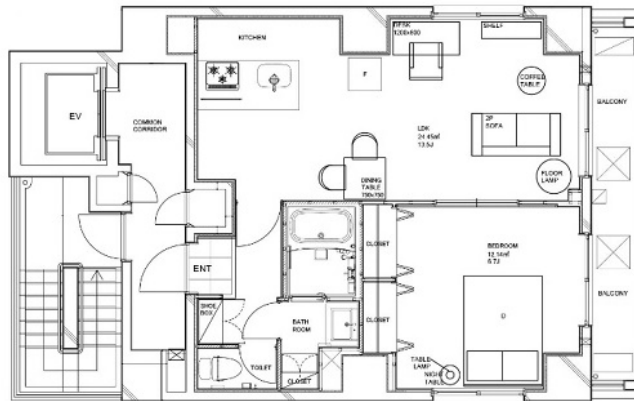 DESK
1200x600
SHELF
KITCHEN
F
COFFEE
TABLE
EV
COMMON
CORRIDOR
LDK
24.45㎡
13.5J
2P
SOFA
BALCONY
DINING
TABLE
750x750
FLOOR
LAMP
ENT
CLOSET
BEDROOM
12.14㎡
6.7J
SHOE
BOX
BATH
ROOM
CLOSET
D
BALCONY
TOILET
CLOSET
TABLE
LAMP
NIGHT
TABLE